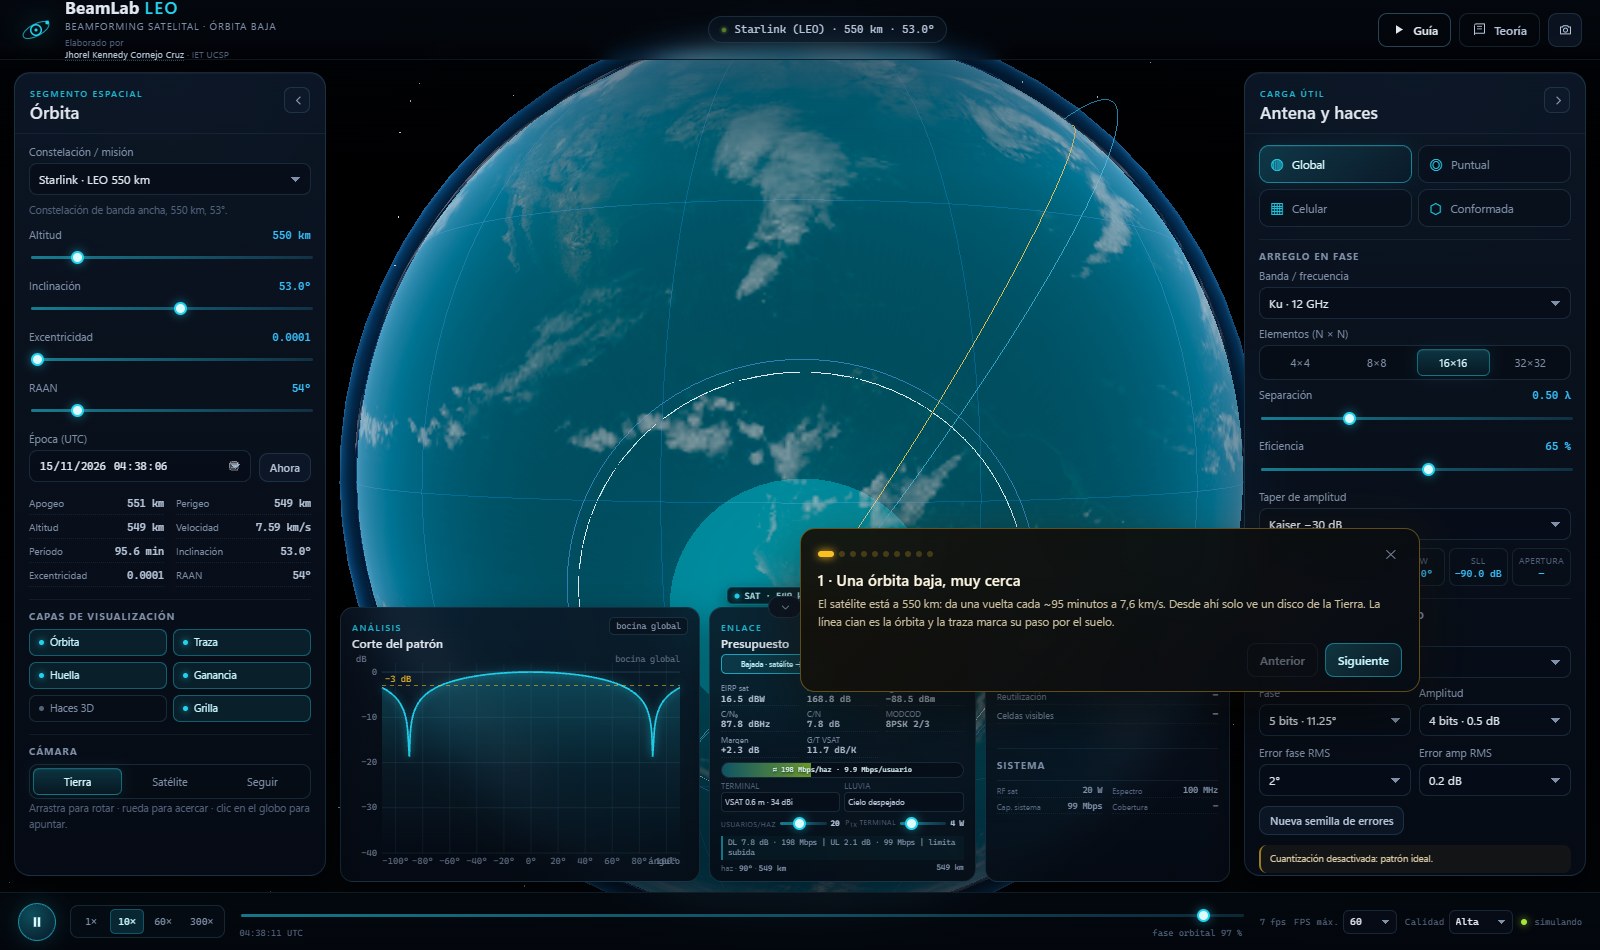 BeamLab LEO
BEAMFORMING SATELITAL · ÓRBITA BAJA
Elaborado por
Jhorel Kennedy Cornejo Cruz · IET UCSP
Starlink (LEO) · 550 km · 53.0°
Guía
Teoría
SEGMENTO ESPACIAL
Órbita
Constelación / misión
Starlink · LEO 550 km
Constelación de banda ancha, 550 km, 53°.
Altitud 550 km
Inclinación 53.0°
Excentricidad 0.0001
RAAN 54°
Época (UTC)
15/11/2026 04:38:06
Ahora
Apogeo 551 km Perigeo 549 km
Altitud 549 km Velocidad 7.59 km/s
Periodo 95.6 min Inclinación 53.0°
Excentricidad 0.0001 RAAN 54°
CAPAS DE VISUALIZACIÓN
Órbita Traza
Huella Ganancia
Haces 3D Grilla
CÁMARA
Tierra Satélite Seguir
Arrastra para rotar · rueda para acercar · clic en el globo para
apuntar.
SAT · 549 k
ANÁLISIS
Corte del patrón
bocina global
dB
bocina global
−3 dB
0
−10
−20
−30
−40
−100° −80° −60° −40° −20° 0° 20° 40° 60° 80° 100°
ángulo
ENLACE
Presupuesto
Bajada · satélite
EIRP sat
16.5 dBW 168.8 dB −88.5 dBm
C/N₀ C/N MODCOD
87.8 dBHz 7.8 dB 8PSK 2/3
Margen G/T VSAT
+2.3 dB 11.7 dB/K
≈ 198 Mbps/haz · 9.9 Mbps/usuario
TERMINAL LLUVIA
VSAT 0.6 m · 34 dBi Cielo despejado
USUARIOS/HAZ 20 PTX TERMINAL 4 W
DL 7.8 dB · 198 Mbps | UL 2.1 dB · 99 Mbps | limita
subida
haz · 90° · 549 km 549 km
Reutilización −
Celdas visibles −
SISTEMA
RF sat 20 W Espectro 100 MHz
Cap. sistema 99 Mbps Cobertura −
1 · Una órbita baja, muy cerca
El satélite está a 550 km: da una vuelta cada ~95 minutos a 7,6 km/s. Desde ahí solo ve un disco de la Tierra. La
línea cian es la órbita y la traza marca su paso por el suelo.
Anterior
Siguiente
CARGA ÚTIL
Antena y haces
Global Puntual
Celular Conformada
ARREGLO EN FASE
Banda / frecuencia
Ku · 12 GHz
Elementos (N × N)
4×4 8×8 16×16 32×32
Separación 0.50 λ
Eficiencia 65 %
Taper de amplitud
Kaiser −30 dB
W SLL APERTURA
0° −90.0 dB −
Fase Amplitud
5 bits · 11.25° 4 bits · 0.5 dB
Error fase RMS Error amp RMS
2° 0.2 dB
Nueva semilla de errores
Cuantización desactivada: patrón ideal.
1× 10× 60× 300×
04:38:11 UTC
fase orbital 97 %
7 fps FPS máx. 60 Calidad Alta simulando